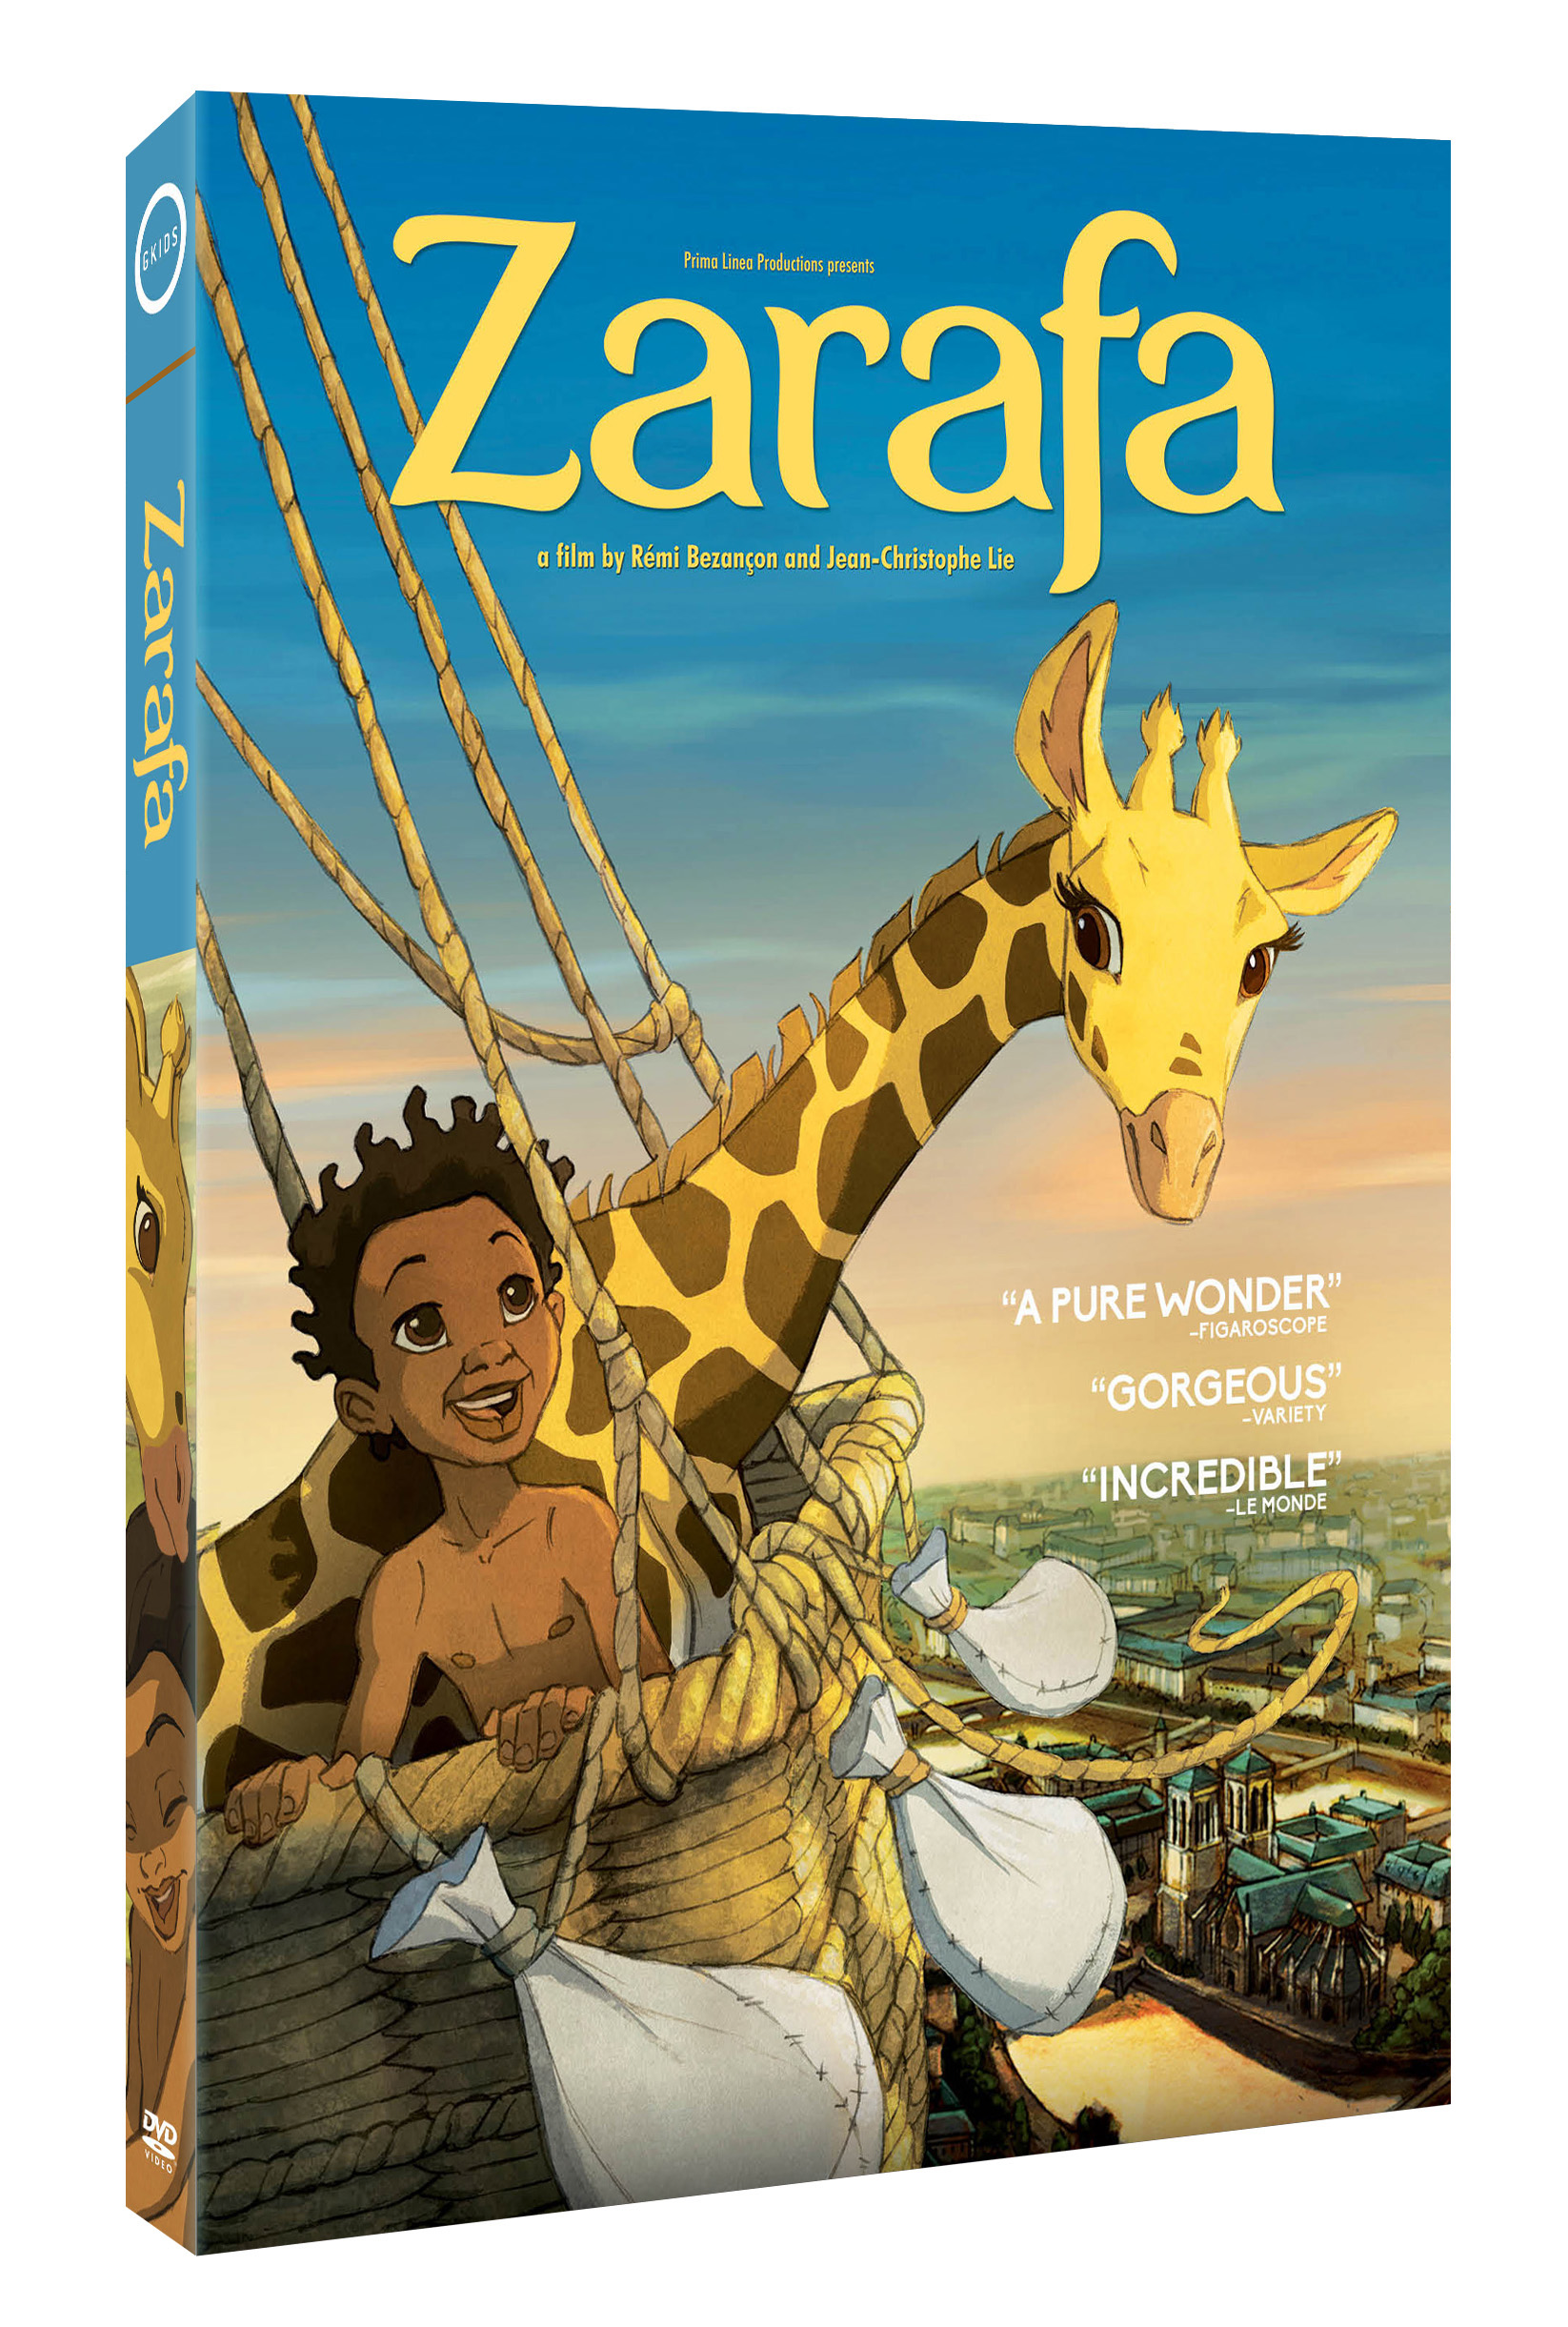 GKIDS
Zarafa
DVD
VIDEO
Prima Linea Productions presents
Zarafa
a film by Rémi Bezançon and Jean-Christophe Lie
“A PURE WONDER”
–FIGAROSCOPE
“GORGEOUS”
–VARIETY
“INCREDIBLE”
–LE MONDE